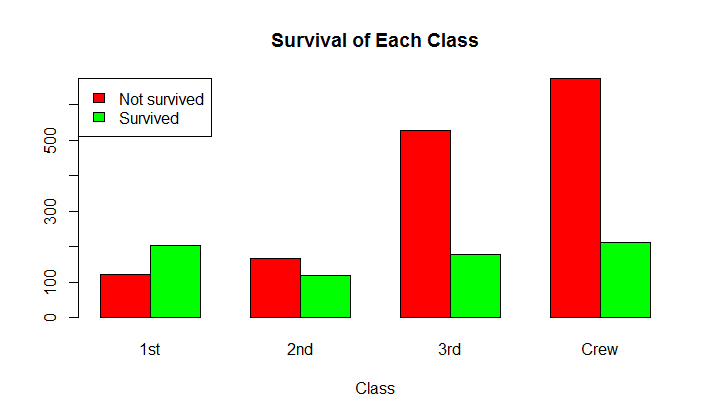 Survival of Each Class
Not survived
Survived
500
300
100
0
1st 2nd 3rd Crew
Class